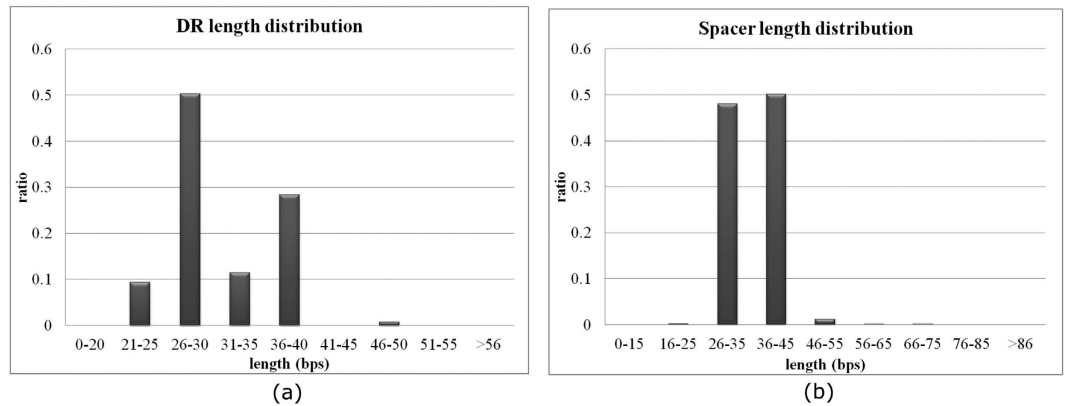 DR length distribution
0.6
0.5
0.4
0.3
0.2
0.1
0
ratio
0-20 21-25 26-30 31-35 36-40 41-45 46-50 51-55 >56
length (bps)
(a)
Spacer length distribution
0.6
0.5
0.4
0.3
0.2
0.1
0
ratio
0-15 16-25 26-35 36-45 46-55 56-65 66-75 76-85 >86
length (bps)
(b)